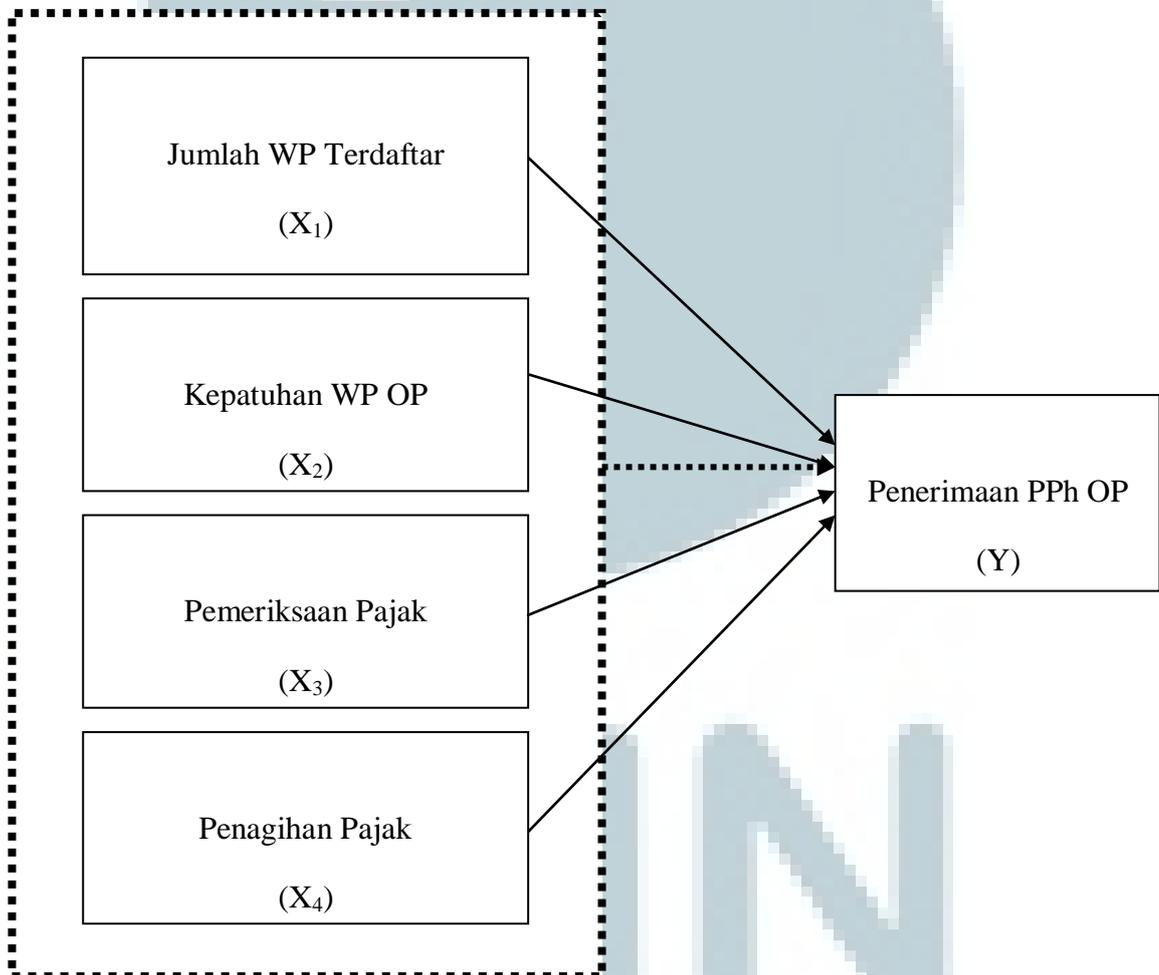 Jumlah WP Terdaftar
(X₁)
Kepatuhan WP OP
(X₂)
Pemeriksaan Pajak
(X₃)
Penagihan Pajak
(X₄)
Penerimaan PPh OP
(Y)